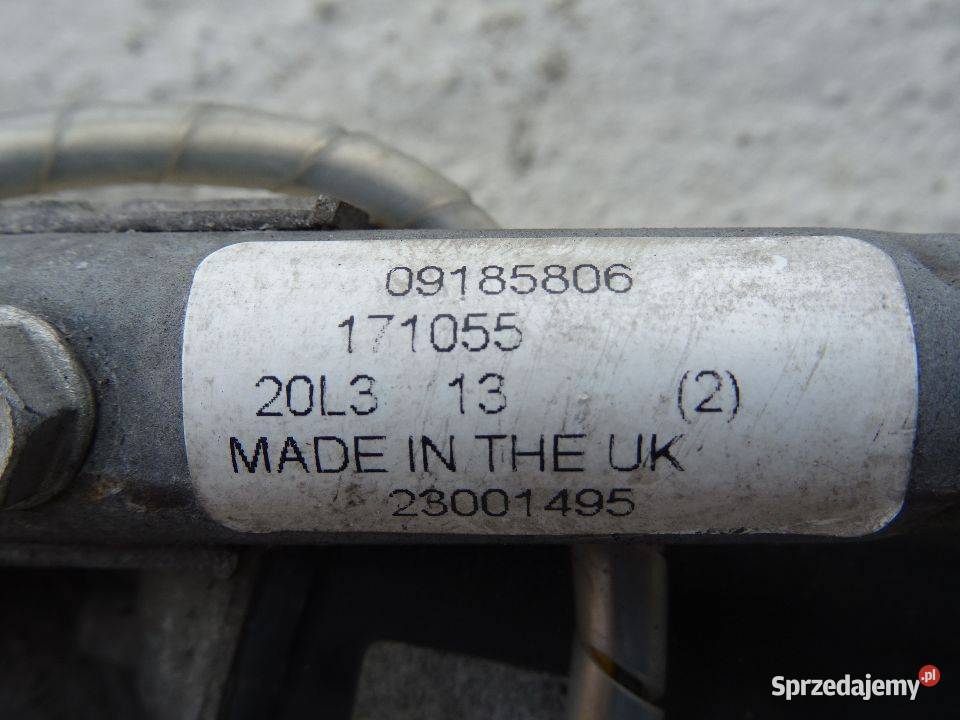 09185806
171055
20L3 13 (2)
MADE IN THE UK
23001495
Sprzedajemy.pl